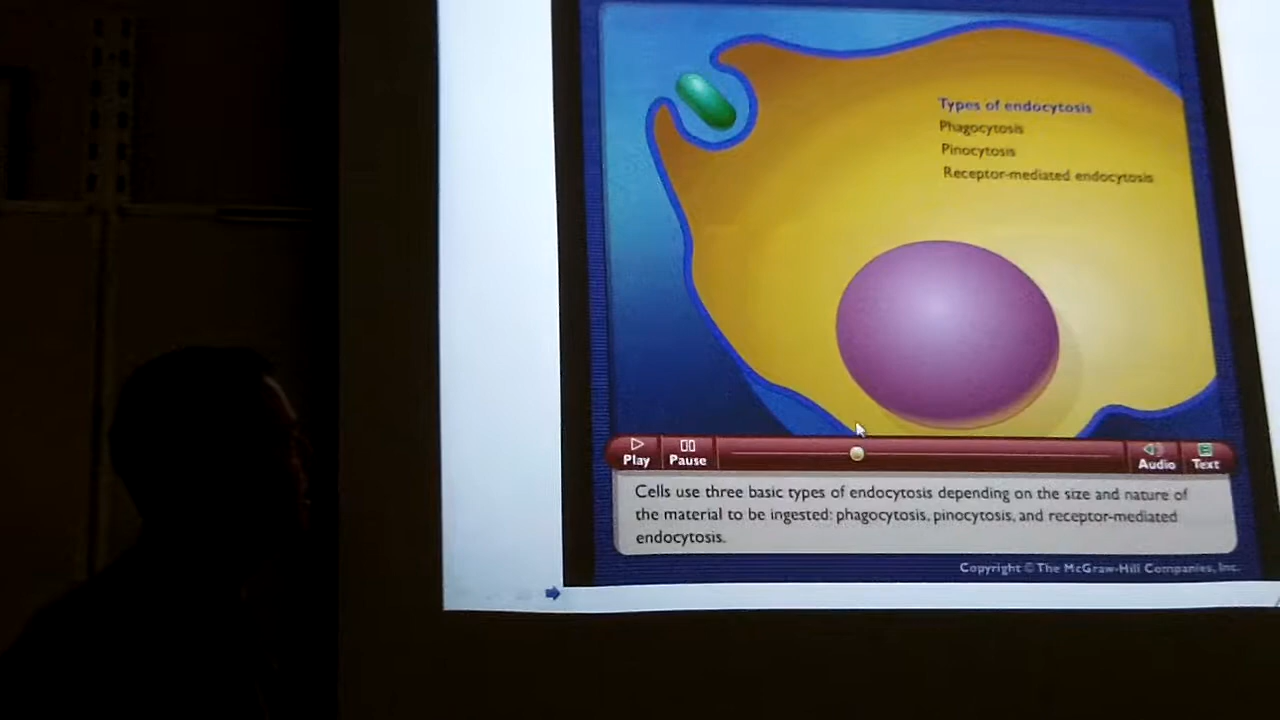 Types of endocytosis
Phagocytosis
Pinocytosis
Receptor-mediated endocytosis
Play
Pause
Audio
Text
Cells use three basic types of endocytosis depending on the size and nature of
the material to be ingested: phagocytosis, pinocytosis, and receptor-mediated
endocytosis.
Copyright © The McGraw-Hill Companies, Inc.